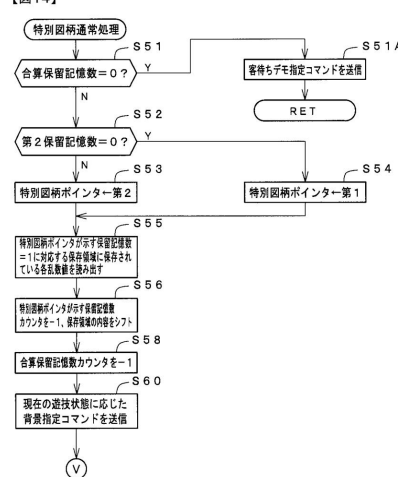 【図14】
特別図柄通常処理
S51
合算保留記憶数=0?
Y
N
S51A
客待ちデモ指定コマンドを送信
RET
S52
第2保留記憶数=0?
Y
N
S53
特別図柄ポインタ←第2
S54
特別図柄ポインタ←第1
S55
特別図柄ポインタが示す保留記憶数
=1に対応する保存領域に保存され
ている各乱数値を読み出す
S56
特別図柄ポインタが示す保留記憶数
カウンタを-1、保存領域の内容をシフト
S58
合算保留記憶数カウンタを-1
S60
現在の遊技状態に応じた
背景指定コマンドを送信
V